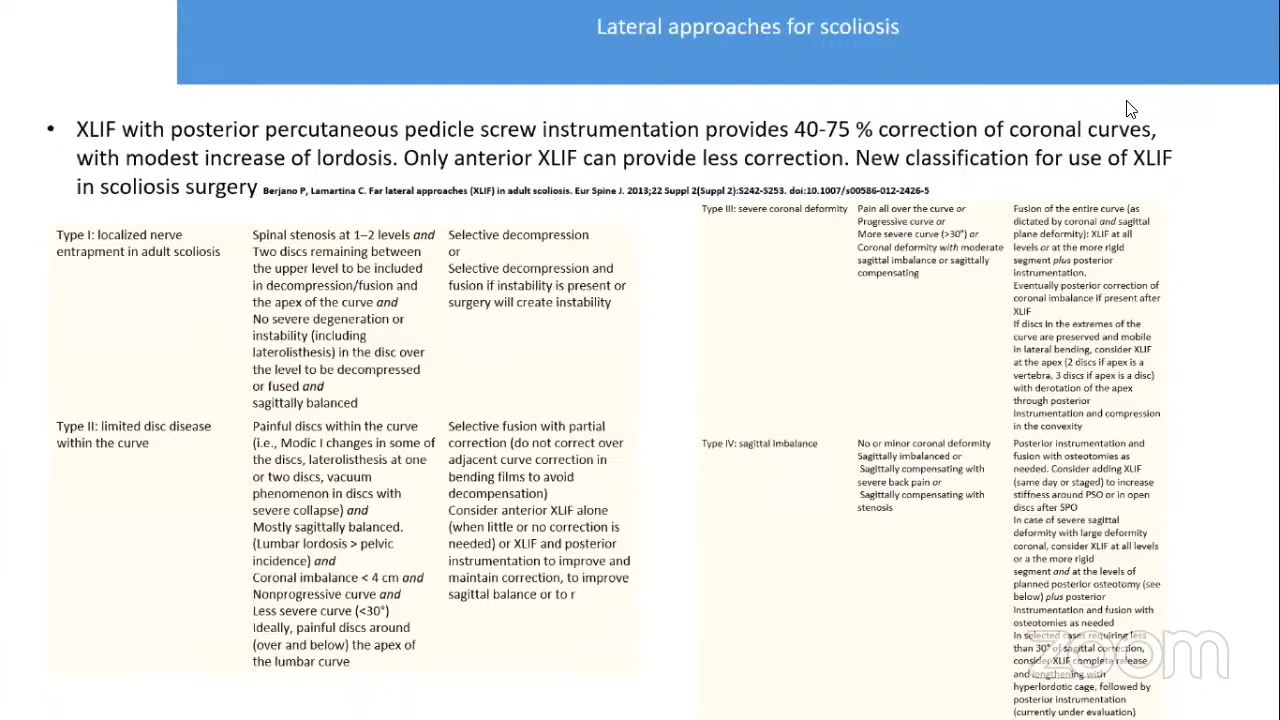 Lateral approaches for scoliosis
• XLIF with posterior percutaneous pedicle screw instrumentation provides 40-75 % correction of coronal curves,
with modest increase of lordosis. Only anterior XLIF can provide less correction. New classification for use of XLIF
in scoliosis surgery Berjano P, Lamartina C. Far lateral approaches (XLIF) in adult scoliosis. Eur Spine J. 2013;22 Suppl 2(Suppl 2):S242-S253. doi:10.1007/s00586-012-2426-5
Type I: localized nerve
entrapment in adult scoliosis
Spinal stenosis at 1–2 levels and
Two discs remaining between
the upper level to be included
in decompression/fusion and
the apex of the curve and
No severe degeneration or
instability (including
laterolisthesis) in the disc over
the level to be decompressed
or fused and
sagittally balanced
Selective decompression
or
Selective decompression and
fusion if instability is present or
surgery will create instability
Type II: limited disc disease
within the curve
Painful discs within the curve
(i.e., Modic I changes in some of
the discs, laterolisthesis at one
or two discs, vacuum
phenomenon in discs with
severe collapse) and
Mostly sagittally balanced.
(Lumbar lordosis > pelvic
incidence) and
Coronal imbalance < 4 cm and
Nonprogressive curve and
Less severe curve (<30°)
Ideally, painful discs around
(over and below) the apex of
the lumbar curve
Selective fusion with partial
correction (do not correct over
adjacent curve correction in
bending films to avoid
decompensation)
Consider anterior XLIF alone
(when little or no correction is
needed) or XLIF and posterior
instrumentation to improve and
maintain correction, to improve
sagittal balance or to r
Type III: severe coronal deformity
Pain all over the curve or
Progressive curve or
More severe curve (>30°) or
Coronal deformity with moderate
sagittal imbalance or sagittally
compensating
Fusion of the entire curve (as
dictated by coronal and sagittal
plane deformity): XLIF at all
levels or at the more rigid
segment plus posterior
instrumentation.
Eventually posterior correction of
coronal imbalance if present after
XLIF
If discs in the extremes of the
curve are preserved and mobile
in lateral bending, consider XLIF
at the apex (2 discs if apex is a
vertebra, 3 discs if apex is a disc)
with derotation of the apex
through posterior
instrumentation and compression
in the convexity
Type IV: sagittal imbalance
No or minor coronal deformity
Sagittally imbalanced or
Sagittally compensating with
severe back pain or
Sagittally compensating with
stenosis
Posterior instrumentation and
fusion with osteotomies as
needed. Consider adding XLIF
(same day or staged) to increase
stiffness around PSO or in open
discs after SPO
In case of severe sagittal
deformity with large deformity
coronal, consider XLIF at all levels
or a the more rigid
segment and at the levels of
planned posterior osteotomy (see
below) plus posterior
instrumentation and fusion with
osteotomies as needed
In selected cases requiring less
than 30° of sagittal correction,
consider XLIF complete release
and lengthening with
hyperlordotic cage, followed by
posterior instrumentation
(currently under evaluation)
zoom